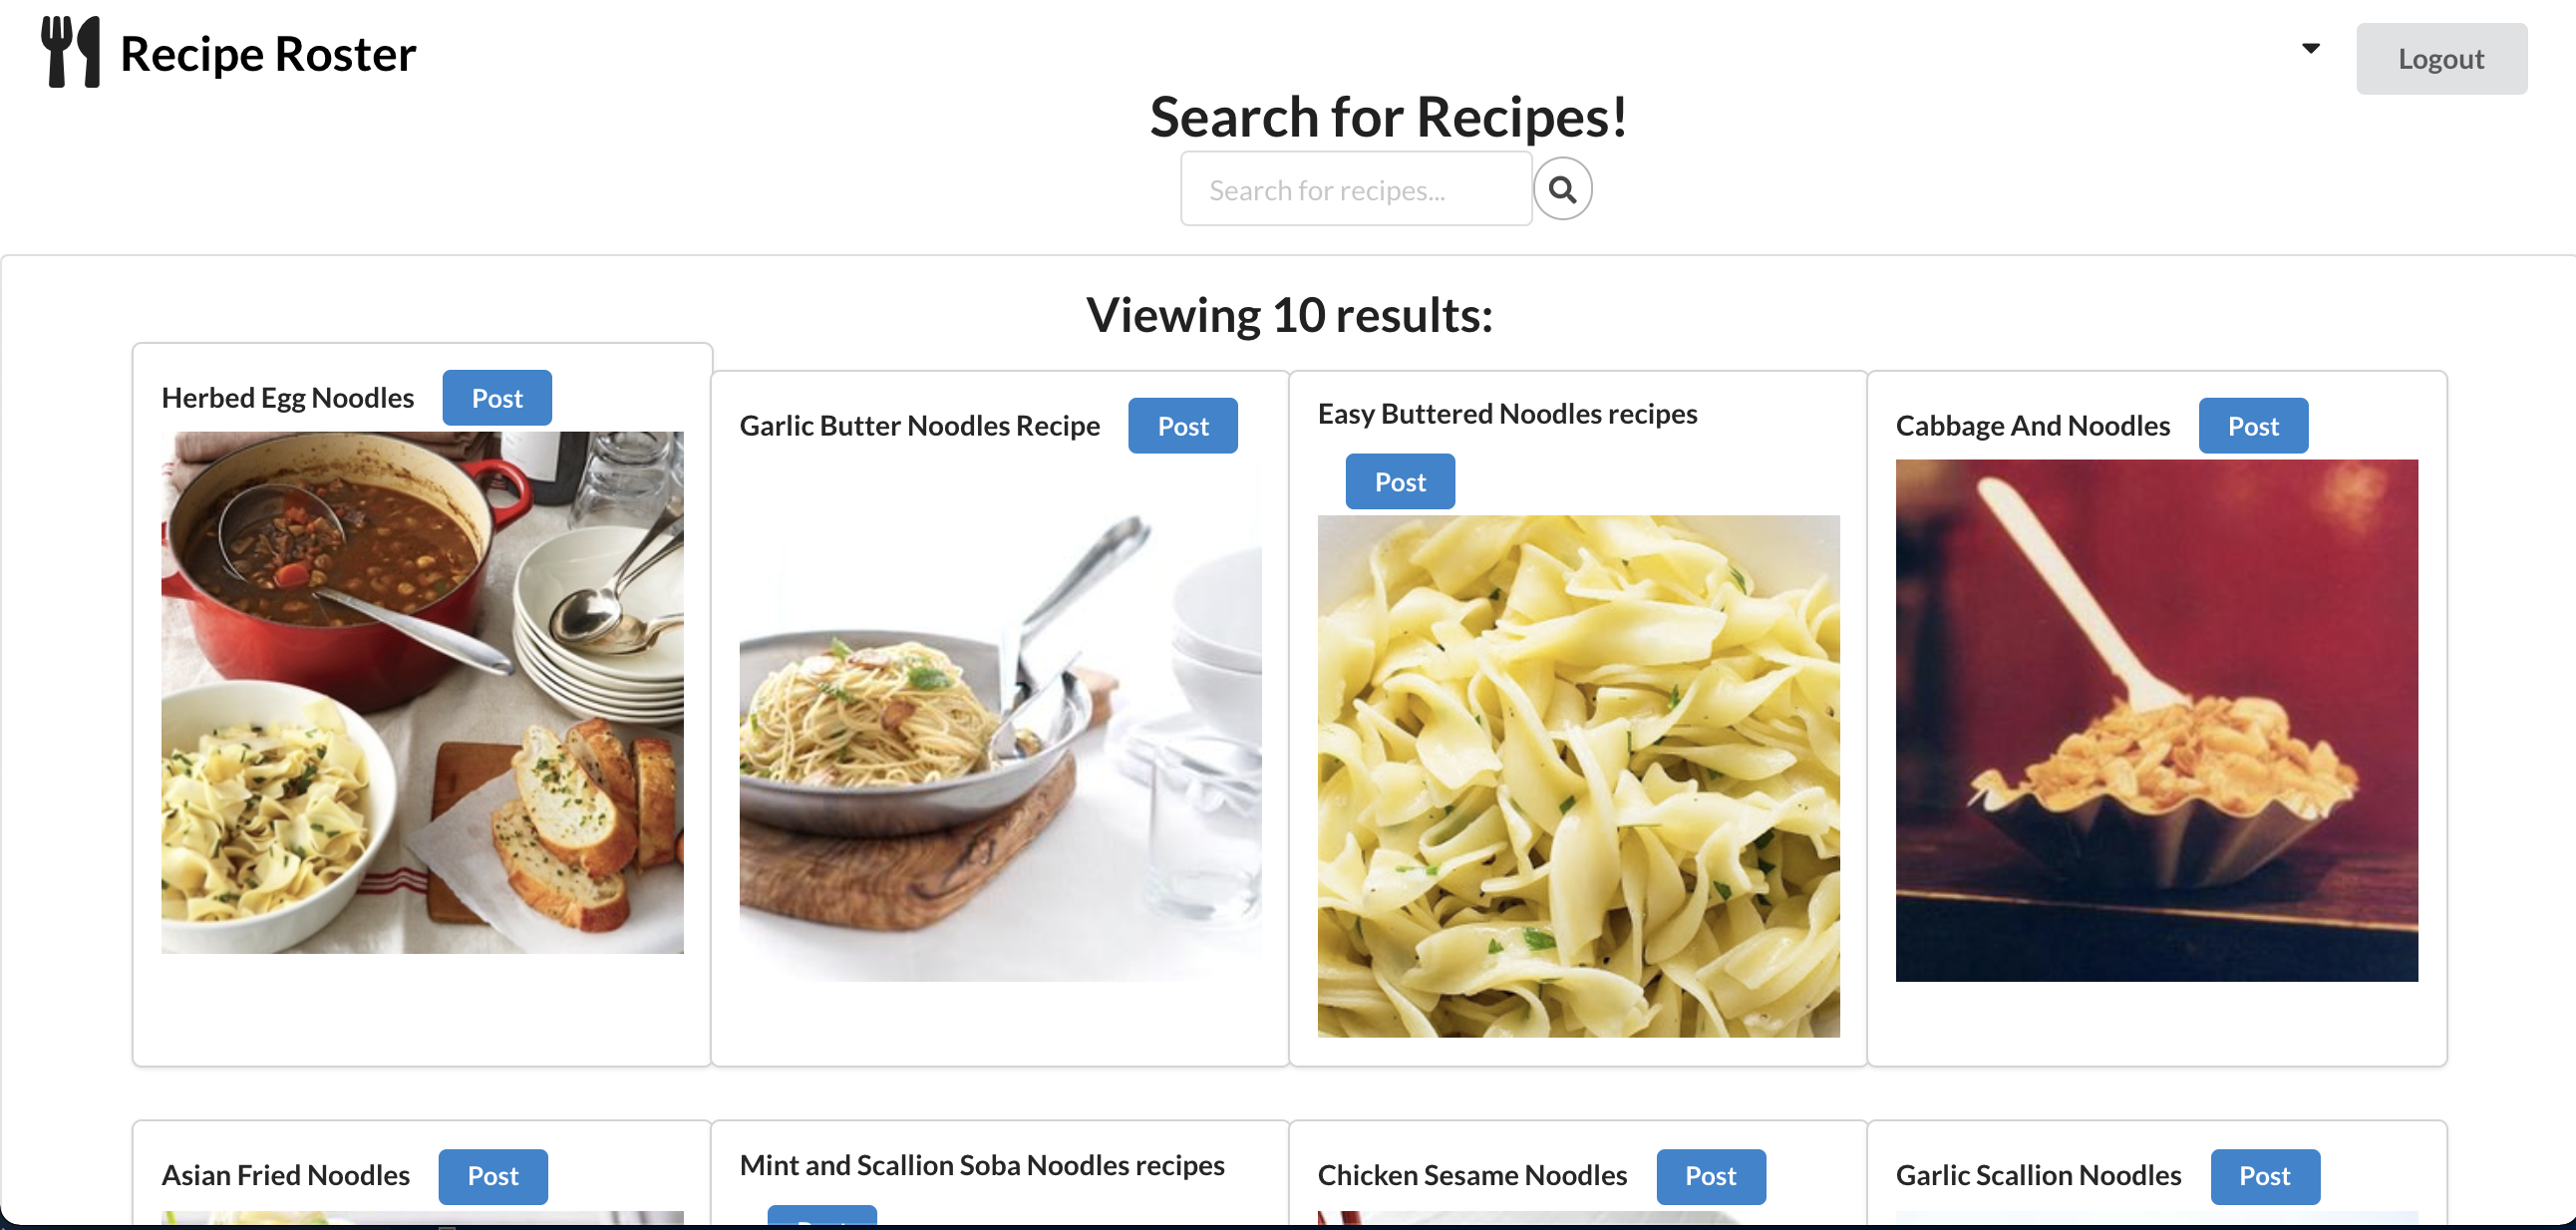 Recipe Roster
Logout
Search for Recipes!
Search for recipes...
Viewing 10 results:
Herbed Egg Noodles
Post
Garlic Butter Noodles Recipe
Post
Easy Buttered Noodles recipes
Post
Cabbage And Noodles
Post
Asian Fried Noodles
Post
Mint and Scallion Soba Noodles recipes
Chicken Sesame Noodles
Post
Garlic Scallion Noodles
Post